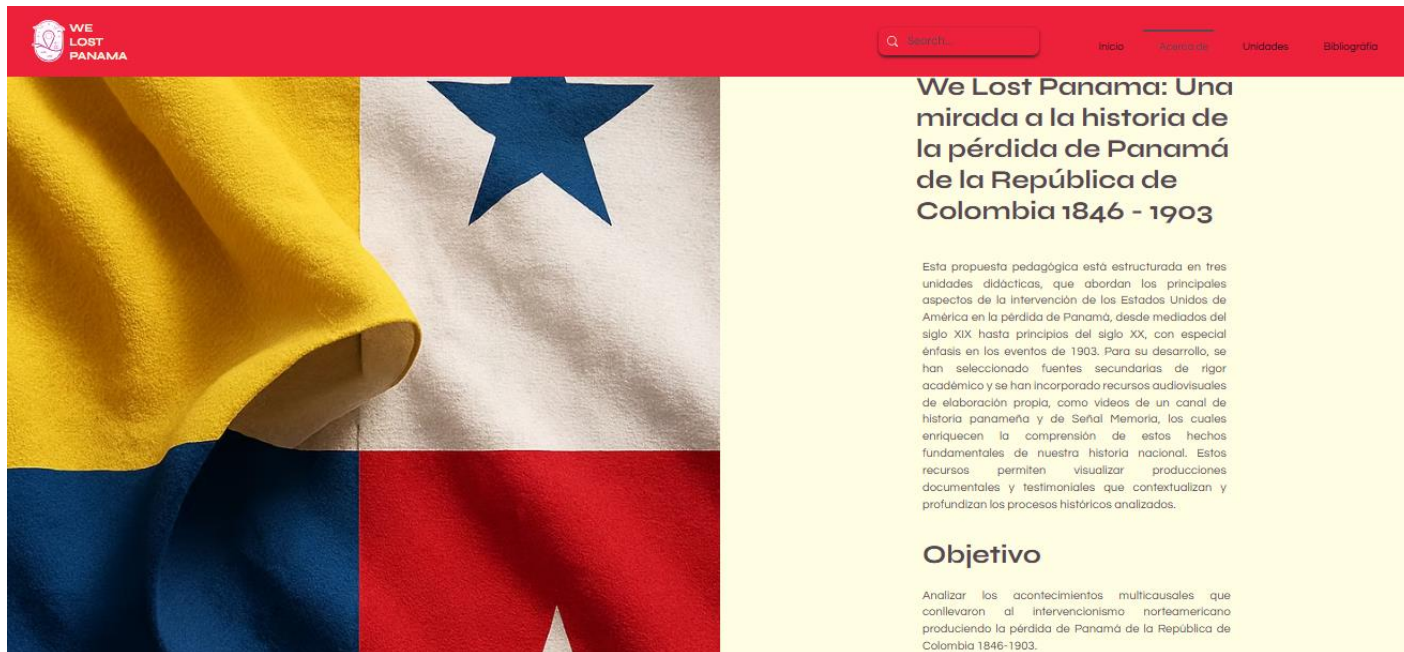 WE
LOST
PANAMA
Search...
Inicio
Acerca de
Unidades
Bibliografía
We Lost Panama: Una
mirada a la historia de
la pérdida de Panamá
de la República de
Colombia 1846 - 1903
Esta propuesta pedagógica está estructurada en tres
unidades didácticas, que abordan los principales
aspectos de la intervención de los Estados Unidos de
América en la pérdida de Panamá, desde mediados del
siglo XIX hasta principios del siglo XX, con especial
énfasis en los eventos de 1903. Para su desarrollo, se
han seleccionado fuentes secundarias de rigor
académico y se han incorporado recursos audiovisuales
de elaboración propia, como videos de un canal de
historia panameña y de Señal Memoria, los cuales
enriquecen la comprensión de estos hechos
fundamentales de nuestra historia nacional. Estos
recursos permiten visualizar producciones
documentales y testimoniales que contextualizan y
profundizan los procesos históricos analizados.
Objetivo
Analizar los acontecimientos multicausales que
conllevaron al intervencionismo norteamericano
produciendo la pérdida de Panamá de la República de
Colombia 1846-1903.